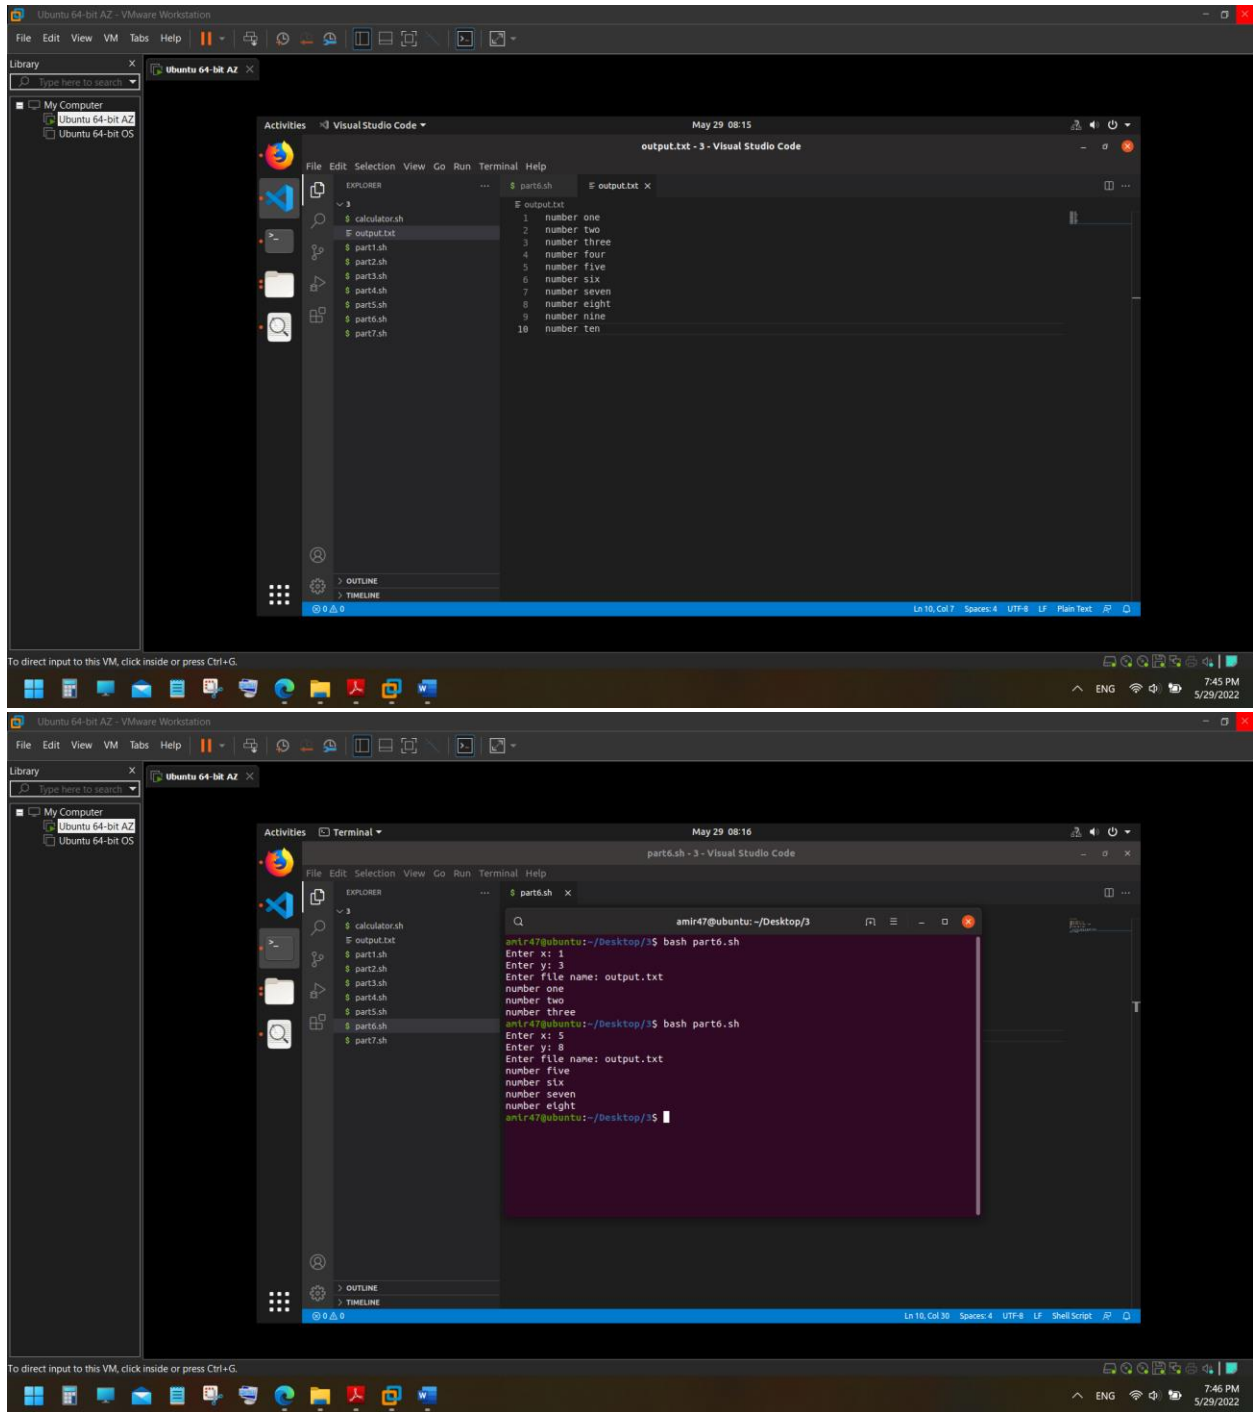 Ubuntu 64-bit AZ - VMware Workstation
File Edit View VM Tabs Help
Library X
Type here to search
Ubuntu 64-bit AZ
My Computer
Ubuntu 64-bit AZ
Ubuntu 64-bit OS
Activities Visual Studio Code May 29 08:15
output.txt - 3 - Visual Studio Code
File Edit Selection View Go Run Terminal Help
EXPLORER ... $ part6.sh output.txt
3 output.txt
$ calculator.sh
output.txt
$ part1.sh
$ part2.sh
$ part3.sh
$ part4.sh
$ part5.sh
$ part6.sh
$ part7.sh
1 number one
2 number two
3 number three
4 number four
5 number five
6 number six
7 number seven
8 number eight
9 number nine
10 number ten
OUTLINE
TIMELINE
0 0 Ln 10, Col 7 Spaces: 4 UTF-8 LF Plain Text
To direct input to this VM, click inside or press Ctrl+G.
ENG 7:45 PM
5/29/2022
Ubuntu 64-bit AZ - VMware Workstation
File Edit View VM Tabs Help
Library X
Type here to search
Ubuntu 64-bit AZ
My Computer
Ubuntu 64-bit AZ
Ubuntu 64-bit OS
Activities Terminal May 29 08:16
part6.sh - 3 - Visual Studio Code
File Edit Selection View Go Run Terminal Help
EXPLORER ... $ part6.sh
3
$ calculator.sh
output.txt
$ part1.sh
$ part2.sh
$ part3.sh
$ part4.sh
$ part5.sh
$ part6.sh
$ part7.sh
amir47@ubuntu: ~/Desktop/3
amir47@ubuntu:~/Desktop/3$ bash part6.sh
Enter x: 1
Enter y: 3
Enter file name: output.txt
number one
number two
number three
amir47@ubuntu:~/Desktop/3$ bash part6.sh
Enter x: 5
Enter y: 8
Enter file name: output.txt
number five
number six
number seven
number eight
amir47@ubuntu:~/Desktop/3$
OUTLINE
TIMELINE
0 0 Ln 10, Col 30 Spaces: 4 UTF-8 LF Shell Script
To direct input to this VM, click inside or press Ctrl+G.
ENG 7:46 PM
5/29/2022